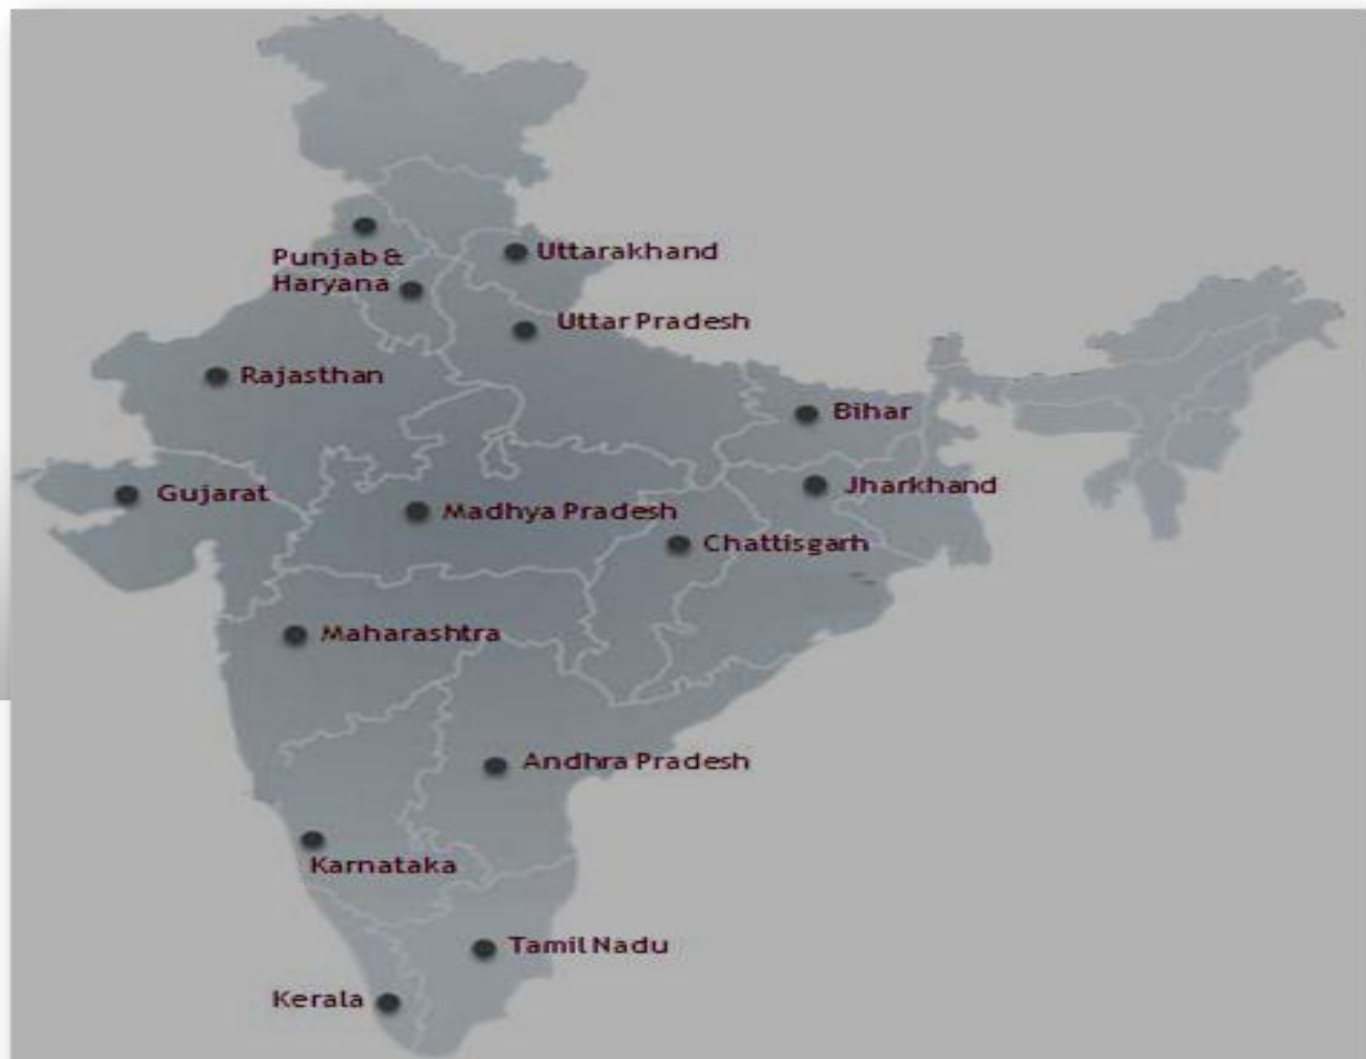 Punjab &
Haryana
Uttarakhand
Uttar Pradesh
Rajasthan
Bihar
Gujarat
Jharkhand
Madhya Pradesh
Chattisgarh
Maharashtra
Andhra Pradesh
Karnataka
Tamil Nadu
Kerala